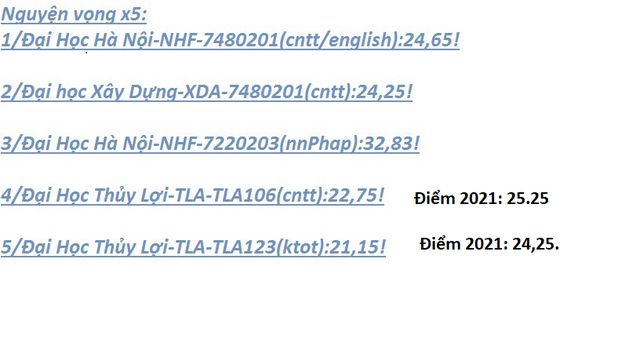 Nguyện vọng x5:
1/Đại Học Hà Nội-NHF-7480201(cntt/english):24,65!
2/Đại học Xây Dựng-XDA-7480201(cntt):24,25!
3/Đại Học Hà Nội-NHF-7220203(nnPhap):32,83!
4/Đại Học Thủy Lợi-TLA-TLA106(cntt):22,75! Điểm 2021: 25.25
5/Đại Học Thủy Lợi-TLA-TLA123(ktot):21,15! Điểm 2021: 24,25.